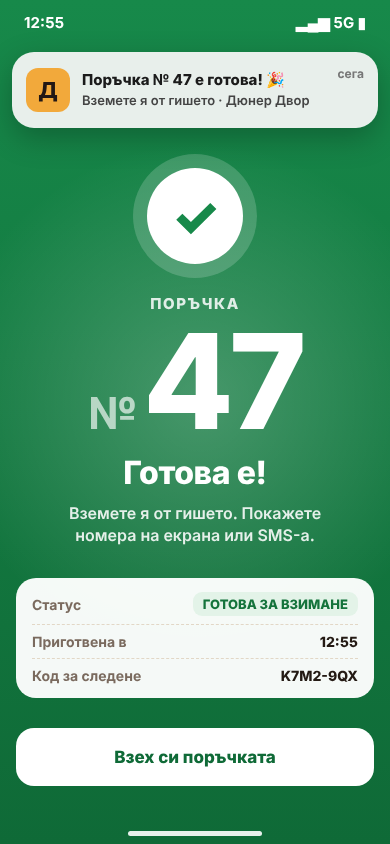 12:55
5G
Поръчка № 47 е готова! 🎉
сега
Д
Вземете я от гишето · Дюнер Двор
ПОРЪЧКА
№ 47
Готова е!
Вземете я от гишето. Покажете
номера на екрана или SMS-а.
Статус
ГОТОВА ЗА ВЗИМАНЕ
Приготвена в
12:55
Код за следене
K7M2-9QX
Взех си поръчката